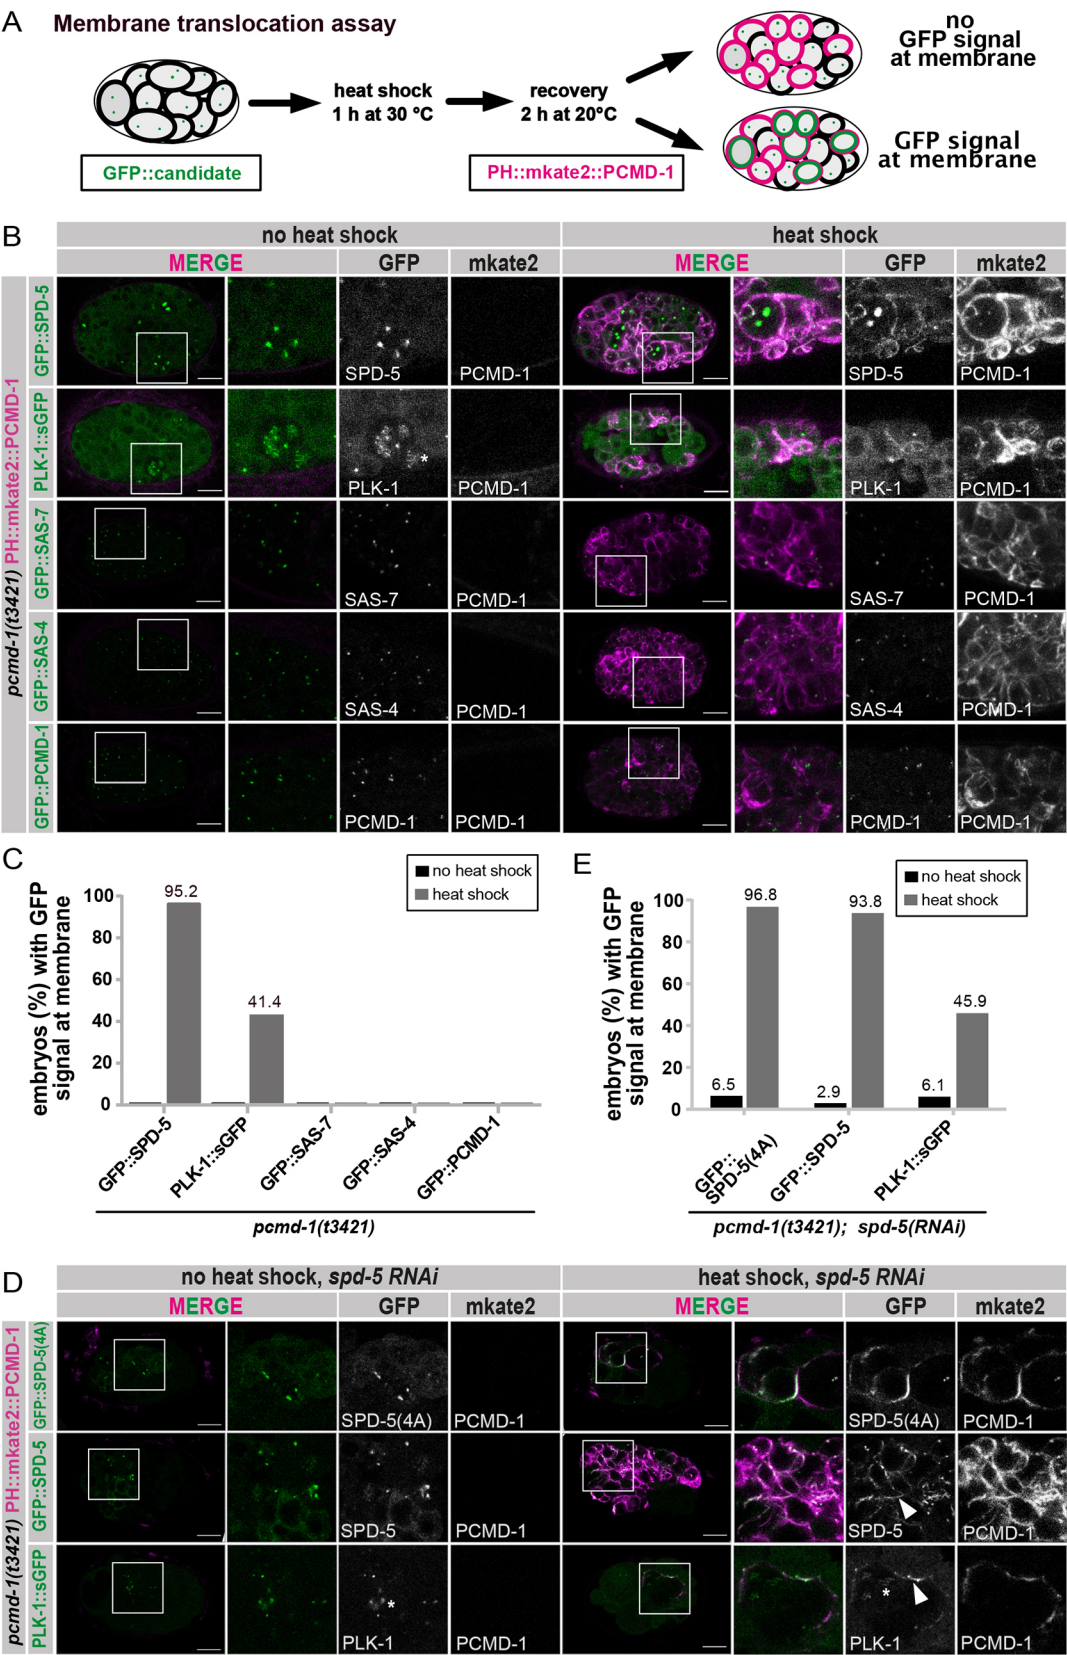 A
Membrane translocation assay
GFP::candidate
heat shock
1 h at 30 ºC
recovery
2 h at 20ºC
PH::mkate2::PCMD-1
no
GFP signal
at membrane
GFP signal
at membrane
B
no heat shock
heat shock
MERGE
GFP
mkate2
MERGE
GFP
mkate2
pcmd-1(t3421) PH::mkate2::PCMD-1
GFP::SPD-5
SPD-5
PCMD-1
SPD-5
PCMD-1
PLK-1::sGFP
*
PLK-1
PCMD-1
PLK-1
PCMD-1
GFP::SAS-7
SAS-7
PCMD-1
SAS-7
PCMD-1
GFP::SAS-4
SAS-4
PCMD-1
SAS-4
PCMD-1
GFP::PCMD-1
PCMD-1
PCMD-1
PCMD-1
PCMD-1
C
no heat shock
heat shock
embryos (%) with GFP
signal at membrane
100
80
60
40
20
0
95.2
41.4
GFP::SPD-5
PLK-1::sGFP
GFP::SAS-7
GFP::SAS-4
GFP::PCMD-1
pcmd-1(t3421)
E
no heat shock
heat shock
embryos (%) with GFP
signal at membrane
100
80
60
40
20
0
6.5
96.8
2.9
93.8
6.1
45.9
GFP::
SPD-5(4A)
GFP::SPD-5
PLK-1::sGFP
pcmd-1(t3421); spd-5(RNAi)
D
no heat shock, spd-5 RNAi
heat shock, spd-5 RNAi
MERGE
GFP
mkate2
MERGE
GFP
mkate2
pcmd-1(t3421) PH::mkate2::PCMD-1
GFP::SPD-5(4A)
SPD-5(4A)
PCMD-1
SPD-5(4A)
PCMD-1
GFP::SPD-5
SPD-5
PCMD-1
SPD-5
PCMD-1
PLK-1::sGFP
*
PLK-1
PCMD-1
*
PLK-1
PCMD-1